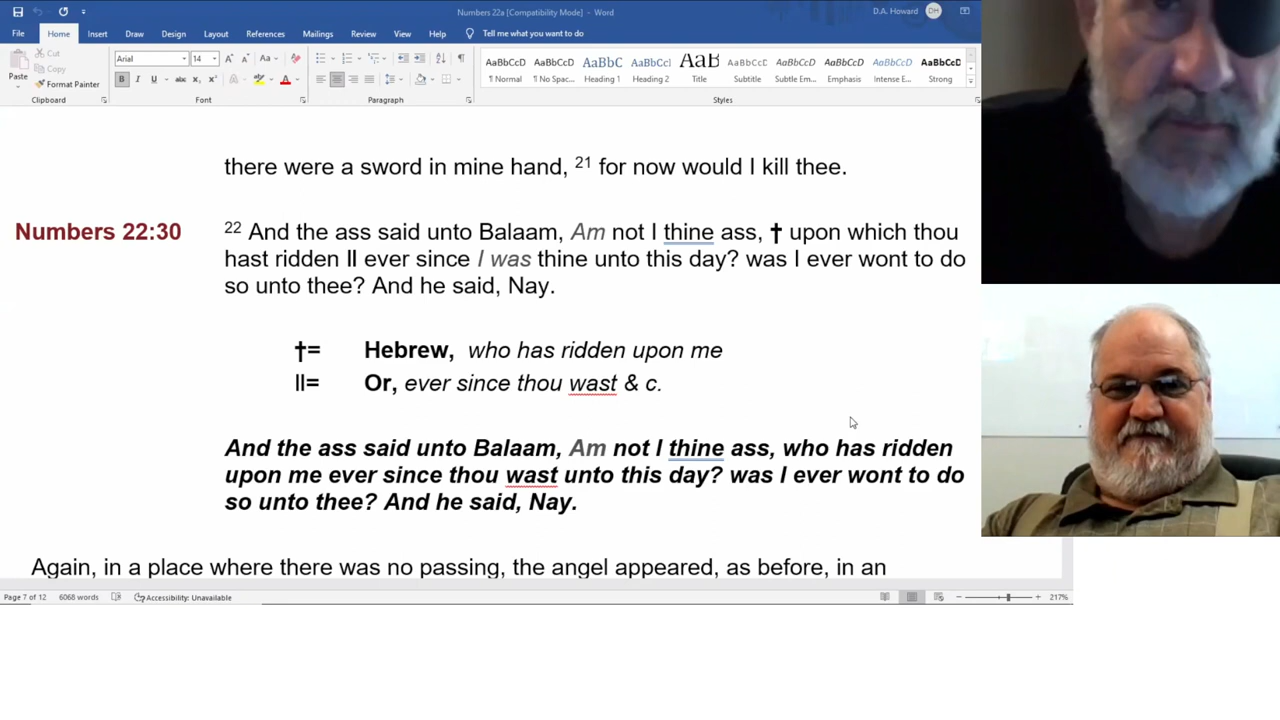 Numbers 22a [Compatibility Mode] - Word
D.A. Howard DH
File Home Insert Draw Design Layout References Mailings Review View Help Tell me what you want to do
Paste
Cut
Copy
Format Painter
Clipboard
Arial 14
B I U abc
Font
Paragraph
AaBbCcD AaBbCcD AaBbC AaBbCcI AaB AaBbCcD AaBbCcD AaBbCcD AaBbCcD AaBbCcD
¶ Normal ¶ No Spac... Heading 1 Heading 2 Title Subtitle Subtle Em... Emphasis Intense E... Strong
Styles
there were a sword in mine hand, 21 for now would I kill thee.
Numbers 22:30
22 And the ass said unto Balaam, Am not I thine ass, † upon which thou
hast ridden ǁ ever since I was thine unto this day? was I ever wont to do
so unto thee? And he said, Nay.
†= Hebrew, who has ridden upon me
ǁ= Or, ever since thou wast & c.
And the ass said unto Balaam, Am not I thine ass, who has ridden
upon me ever since thou wast unto this day? was I ever wont to do
so unto thee? And he said, Nay.
Again, in a place where there was no passing, the angel appeared, as before, in an
Page 7 of 12 6068 words Accessibility: Unavailable 217%